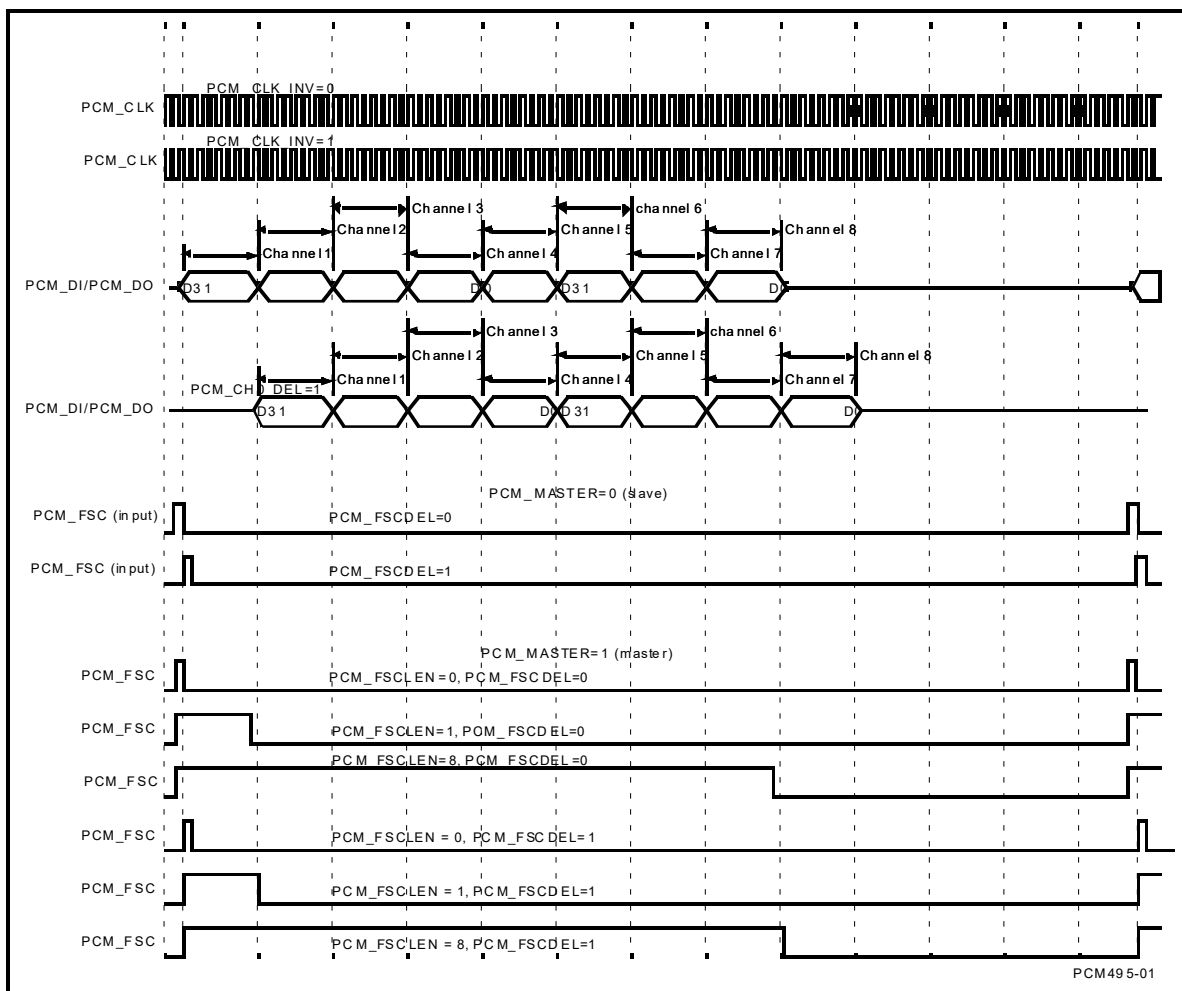 PCM_CLK_INV=0
PCM_CLK
PCM_CLK_INV=1
PCM_CLK
Channel 3
channel 6
Channel 2
Channel 5
Channel 8
Channel 1
Channel 4
Channel 7
PCM_DI/PCM_DO
D31
D0
D31
D0
Channel 3
channel 6
Channel 2
Channel 5
Channel 8
Channel 1
Channel 4
Channel 7
PCM_CH0_DEL=1
PCM_DI/PCM_DO
D31
D0
D31
D0
PCM_MASTER=0 (slave)
PCM_FSC (input)
PCM_FSCDEL=0
PCM_FSC (input)
PCM_FSCDEL=1
PCM_MASTER=1 (master)
PCM_FSC
PCM_FSCLEN = 0, PCM_FSCDEL=0
PCM_FSC
PCM_FSCLEN=1, PCM_FSCDEL=0
PCM_FSCLEN=8, PCM_FSCDEL=0
PCM_FSC
PCM_FSC
PCM_FSCLEN = 0, PCM_FSCDEL=1
PCM_FSC
PCM_FSCLEN = 1, PCM_FSCDEL=1
PCM_FSC
PCM_FSCLEN = 8, PCM_FSCDEL=1
PCM495-01